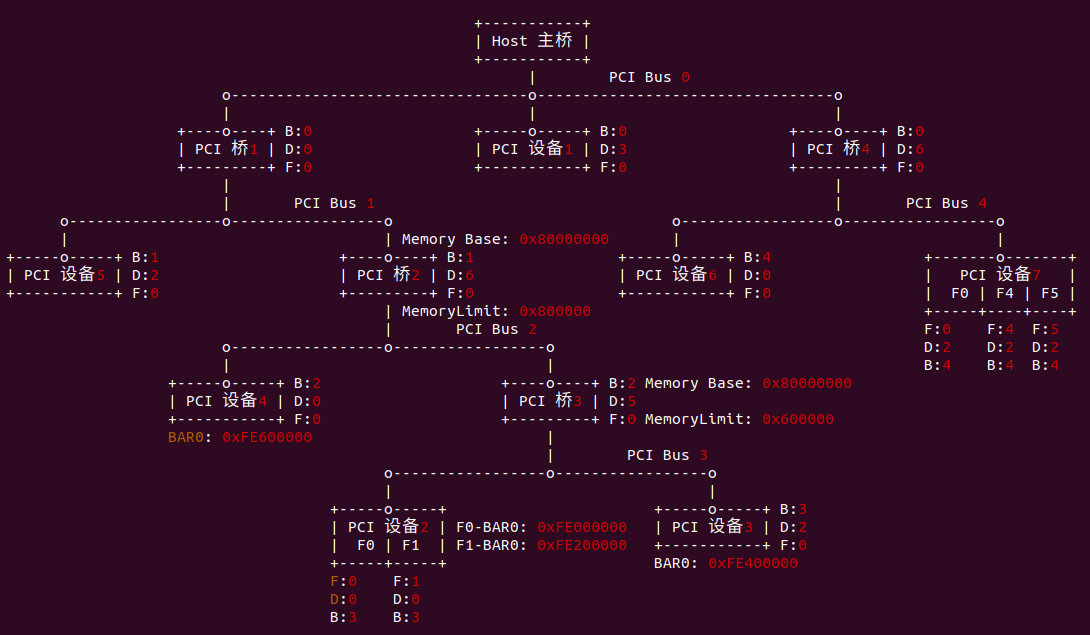 Host 主桥
PCI Bus 0
B:0 B:0 B:0
PCI 桥1 D:0 PCI 设备1 D:3 PCI 桥4 D:6
F:0 F:0 F:0
PCI Bus 1 PCI Bus 4
Memory Base: 0x80000000
B:1 B:1 B:4
PCI 设备5 D:2 PCI 桥2 D:6 PCI 设备6 D:0 PCI 设备7
F:0 F:0 F:0 F0 | F4 | F5
MemoryLimit: 0x800000
PCI Bus 2 F:0 F:4 F:5
D:2 D:2 D:2
B:4 B:4 B:4
B:2 B:2 Memory Base: 0x80000000
PCI 设备4 D:0 PCI 桥3 D:5
F:0 F:0 MemoryLimit: 0x600000
BAR0: 0xFE600000
PCI Bus 3
B:3
PCI 设备2 F0-BAR0: 0xFE000000 PCI 设备3 D:2
F0 | F1 F1-BAR0: 0xFE200000 F:0
BAR0: 0xFE400000
F:0 F:1
D:0 D:0
B:3 B:3